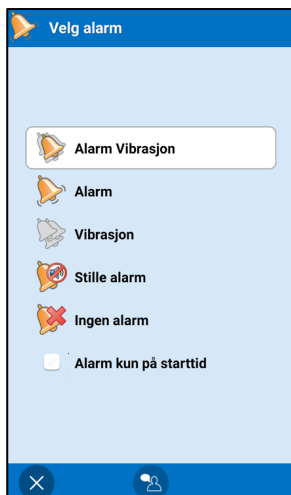 Velg alarm
Alarm Vibrasjon
Alarm
Vibrasjon
Stille alarm
Ingen alarm
Alarm kun på starttid